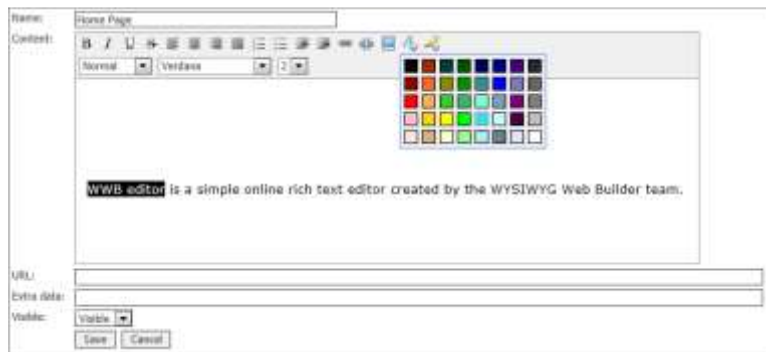 Name: Home Page
Content:
B I U
Normal Verdana 2
WWB editor is a simple online rich text editor created by the WYSIWYG Web Builder team.
URL:
Extra data:
Visible: Visible
Save Cancel